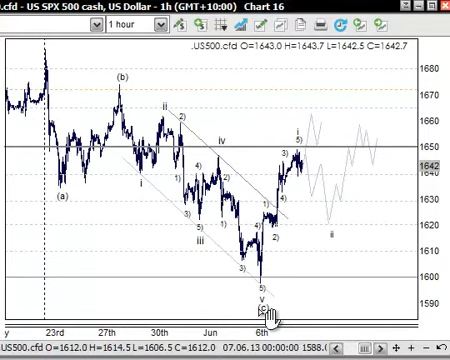 0.cfd - US SPX 500 cash, US Dollar - 1h (GMT+10:00) Chart 16
1 hour
.US500.cfd O=1643.0 H=1643.7 L=1642.5 C=1642.7
1680
(b)
1670
ii
2)
1660
i
5)
1650
iv
3)
1642
4)
1640
(a)
i
1)
4)
2)
4)
1630
3)
5)
1)
1)
1620
iii
2)
ii
1610
3)
1600
5)
v
(c)
1590
y 23rd 27th 30th Jun 6th
US500.cfd O=1612.0 H=1614.5 L=1606.5 C=1612.0 07.06.13 00:00:00 1588.0